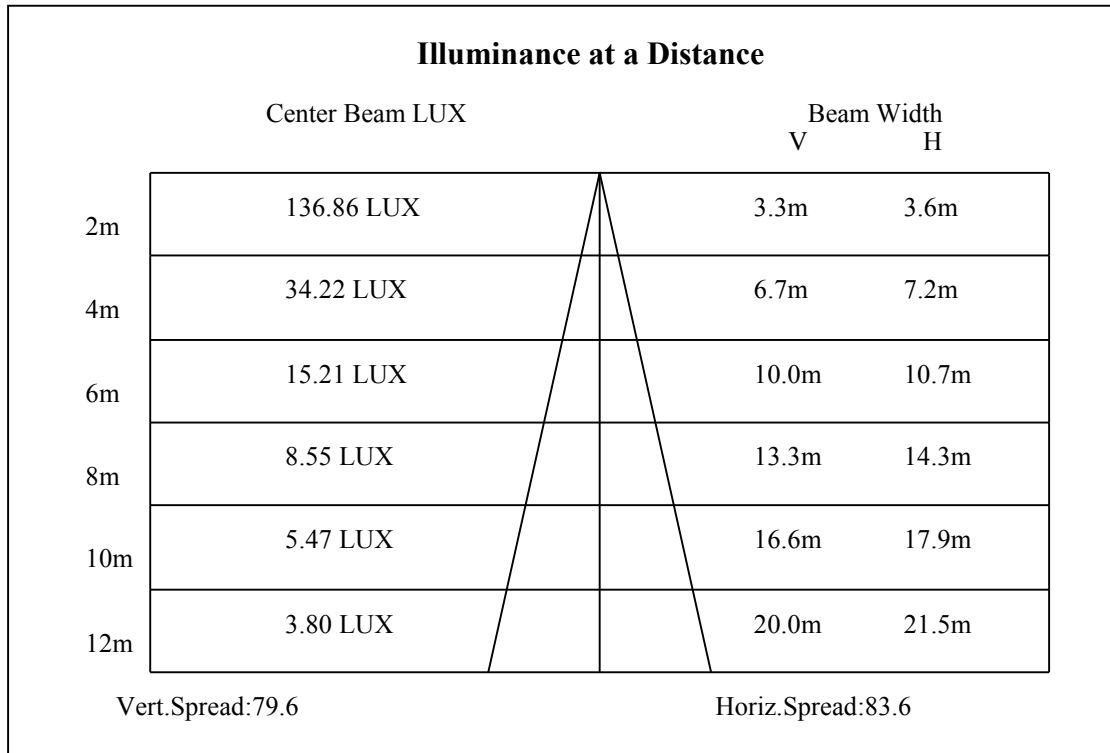 Illuminance at a Distance
Center Beam LUX Beam Width
V H
2m 136.86 LUX 3.3m 3.6m
4m 34.22 LUX 6.7m 7.2m
6m 15.21 LUX 10.0m 10.7m
8m 8.55 LUX 13.3m 14.3m
10m 5.47 LUX 16.6m 17.9m
12m 3.80 LUX 20.0m 21.5m
Vert.Spread:79.6 Horiz.Spread:83.6